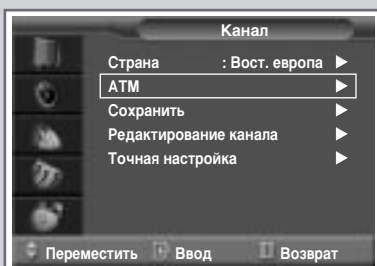 Канал
Страна : Вост. европа
АТМ
Сохранить
Редактирование канала
Точная настройка
Переместить Ввод Возврат